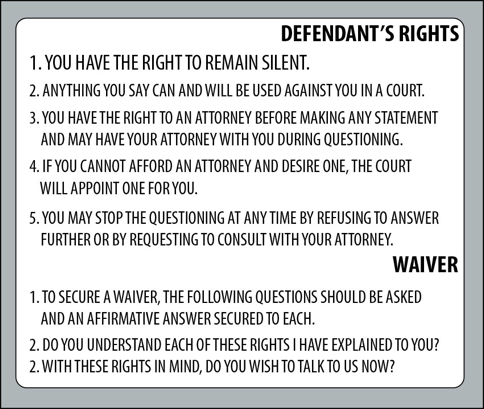 DEFENDANT'S RIGHTS
1. YOU HAVE THE RIGHT TO REMAIN SILENT.
2. ANYTHING YOU SAY CAN AND WILL BE USED AGAINST YOU IN A COURT.
3. YOU HAVE THE RIGHT TO AN ATTORNEY BEFORE MAKING ANY STATEMENT
AND MAY HAVE YOUR ATTORNEY WITH YOU DURING QUESTIONING.
4. IF YOU CANNOT AFFORD AN ATTORNEY AND DESIRE ONE, THE COURT
WILL APPOINT ONE FOR YOU.
5. YOU MAY STOP THE QUESTIONING AT ANY TIME BY REFUSING TO ANSWER
FURTHER OR BY REQUESTING TO CONSULT WITH YOUR ATTORNEY.
WAIVER
1. TO SECURE A WAIVER, THE FOLLOWING QUESTIONS SHOULD BE ASKED
AND AN AFFIRMATIVE ANSWER SECURED TO EACH.
2. DO YOU UNDERSTAND EACH OF THESE RIGHTS I HAVE EXPLAINED TO YOU?
2. WITH THESE RIGHTS IN MIND, DO YOU WISH TO TALK TO US NOW?